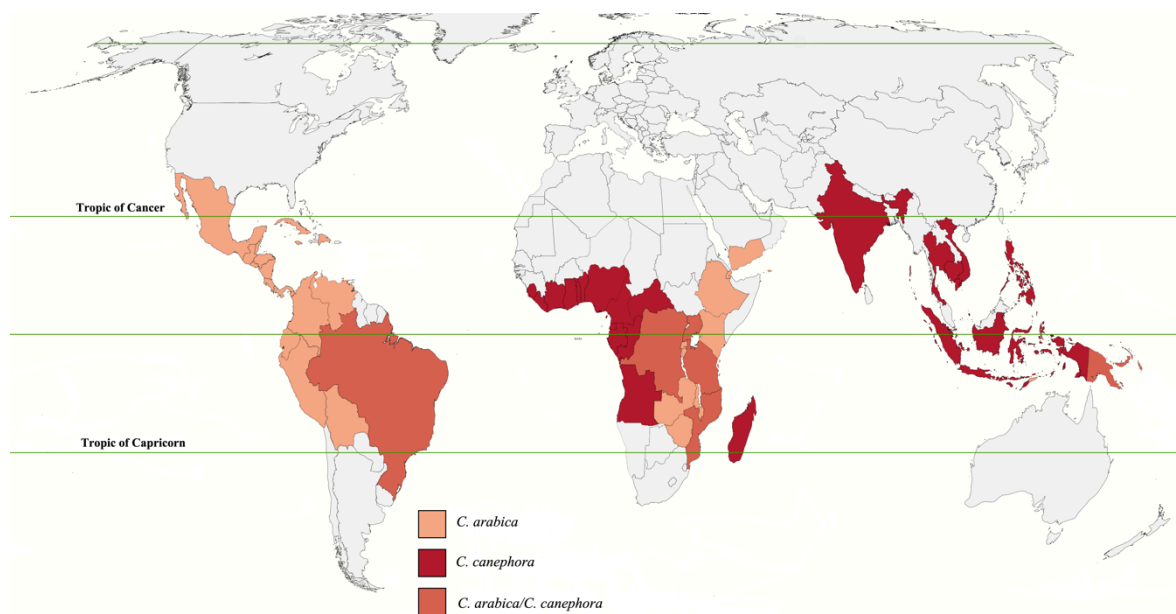 Tropic of Cancer
Tropic of Capricorn
C. arabica
C. canephora
C. arabica/C. canephora